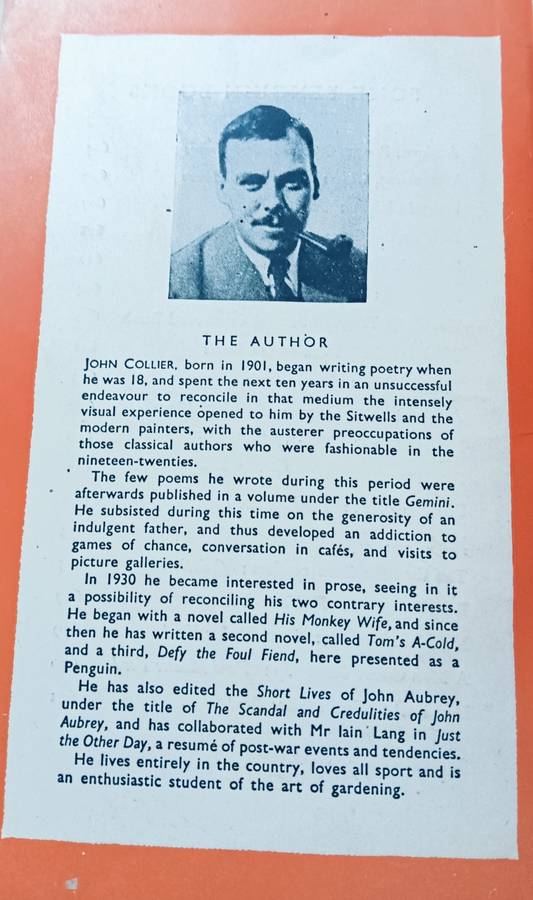 THE AUTHOR
JOHN COLLIER, born in 1901, began writing poetry when
he was 18, and spent the next ten years in an unsuccessful
endeavour to reconcile in that medium the intensely
visual experience opened to him by the Sitwells and the
modern painters, with the austerer preoccupations of
those classical authors who were fashionable in the
nineteen-twenties.
The few poems he wrote during this period were
afterwards published in a volume under the title Gemini.
He subsisted during this time on the generosity of an
indulgent father, and thus developed an addiction to
games of chance, conversation in cafés, and visits to
picture galleries.
In 1930 he became interested in prose, seeing in it
a possibility of reconciling his two contrary interests.
He began with a novel called His Monkey Wife, and since
then he has written a second novel, called Tom's A-Cold,
and a third, Defy the Foul Fiend, here presented as a
Penguin.
He has also edited the Short Lives of John Aubrey,
under the title of The Scandal and Credulities of John
Aubrey, and has collaborated with Mr Iain Lang in Just
the Other Day, a resumé of post-war events and tendencies.
He lives entirely in the country, loves all sport and is
an enthusiastic student of the art of gardening.